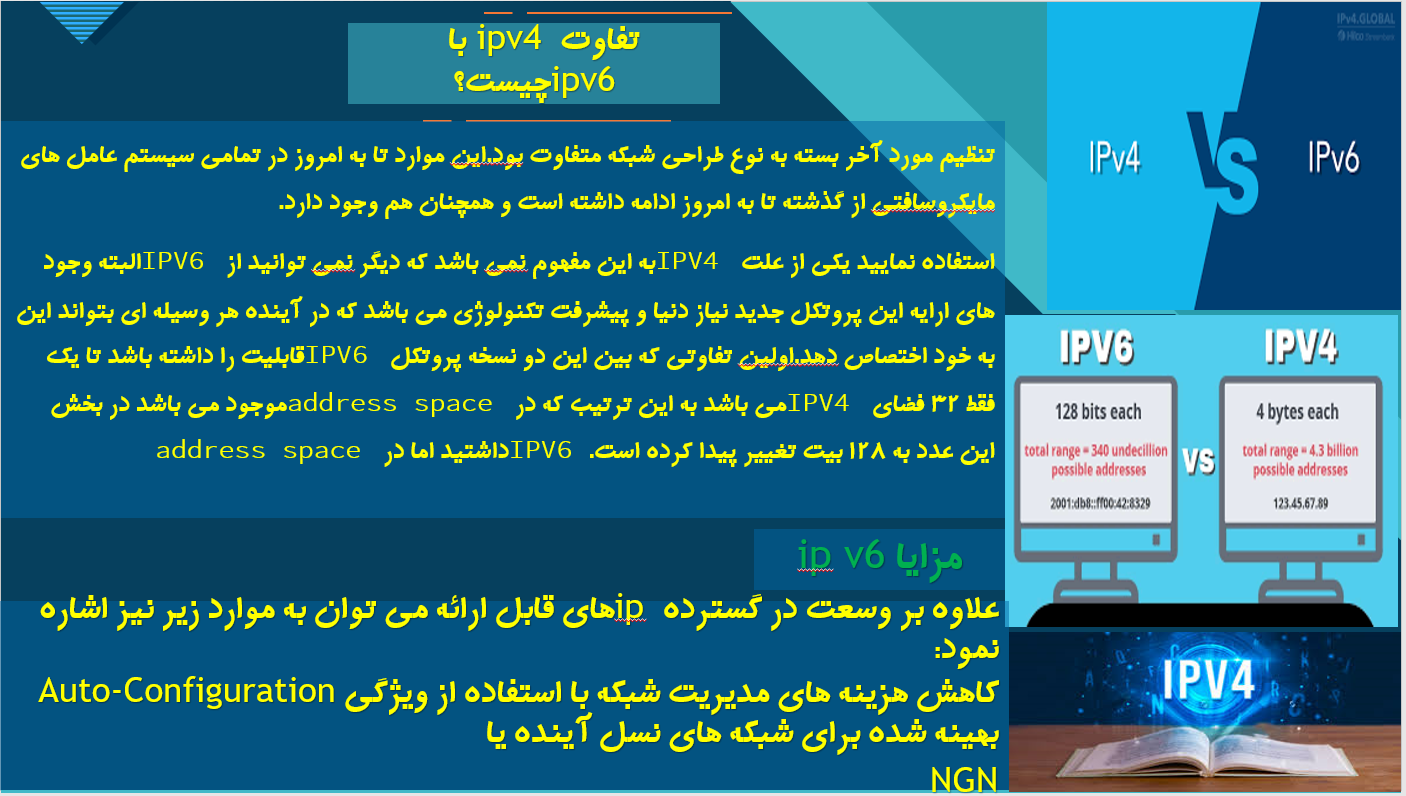 تفاوت ipv4 با
ipv6چیست؟
تنظیم مورد آخر بسته به نوع طراحی شبکه متفاوت بود.این موارد تا به امروز در تمامی سیستم عامل های
مایکروسافتی از گذشته تا به امروز ادامه داشته است و همچنان هم وجود دارد.
استفاده نمایید یکی از علت IPV4به این مفهوم نمی باشد که دیگر نمی توانید از IPV6البته وجود
های ارایه این پروتکل جدید نیاز دنیا و پیشرفت تکنولوژی می باشد که در آینده هر وسیله ای بتواند این
به خود اختصاص دهد.اولین تفاوتی که بین این دو نسخه پروتکل IPV6قابلیت را داشته باشد تا یک
فقط ۳۲ فضای IPV4می باشد به این ترتیب که در address spaceموجود می باشد در بخش
این عدد به ۱۲۸ بیت تغییر پیدا کرده است. IPV6داشتید اما در address space
مزایا ip v6
علاوه بر وسعت در گسترده ipهای قابل ارائه می توان به موارد زیر نیز اشاره
نمود:
کاهش هزینه های مدیریت شبکه با استفاده از ویژگی Auto-Configuration
بهینه شده برای شبکه های نسل آینده یا
NGN
IPv4.GLOBAL
Hilco Streambank
IPv4 VS IPv6
IPV6 IPV4
128 bits each
total range = 340 undecillion
possible addresses
2001:db8::ff00:42:8329
VS
4 bytes each
total range = 4.3 billion
possible addresses
123.45.67.89
IPV4